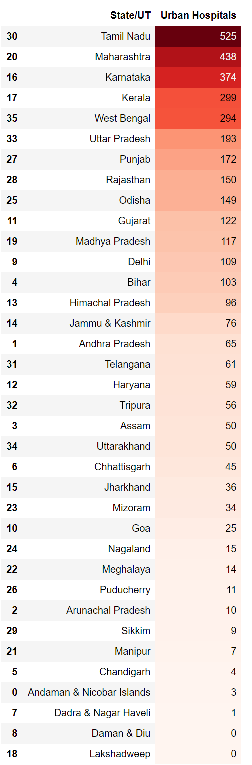 State/UT Urban Hospitals
30 Tamil Nadu 525
20 Maharashtra 438
16 Karnataka 374
17 Kerala 299
35 West Bengal 294
33 Uttar Pradesh 193
27 Punjab 172
28 Rajasthan 150
25 Odisha 149
11 Gujarat 122
19 Madhya Pradesh 117
9 Delhi 109
4 Bihar 103
13 Himachal Pradesh 96
14 Jammu & Kashmir 76
1 Andhra Pradesh 65
31 Telangana 61
12 Haryana 59
32 Tripura 56
3 Assam 50
34 Uttarakhand 50
6 Chhattisgarh 45
15 Jharkhand 36
23 Mizoram 34
10 Goa 25
24 Nagaland 15
22 Meghalaya 14
26 Puducherry 11
2 Arunachal Pradesh 10
29 Sikkim 9
21 Manipur 7
5 Chandigarh 4
0 Andaman & Nicobar Islands 3
7 Dadra & Nagar Haveli 1
8 Daman & Diu 0
18 Lakshadweep 0